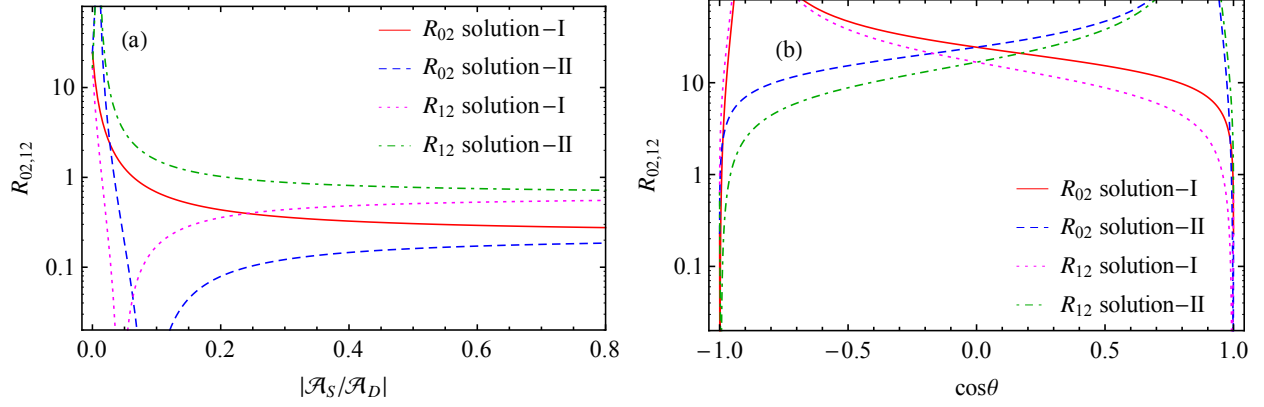 (a)
R02 solution−I
R02 solution−II
R12 solution−I
R12 solution−II
R02,12
10
1
0.1
0.0 0.2 0.4 0.6 0.8
|𝒜S/𝒜D|
(b)
R02 solution−I
R02 solution−II
R12 solution−I
R12 solution−II
R02,12
10
1
0.1
−1.0 −0.5 0.0 0.5 1.0
cosθ